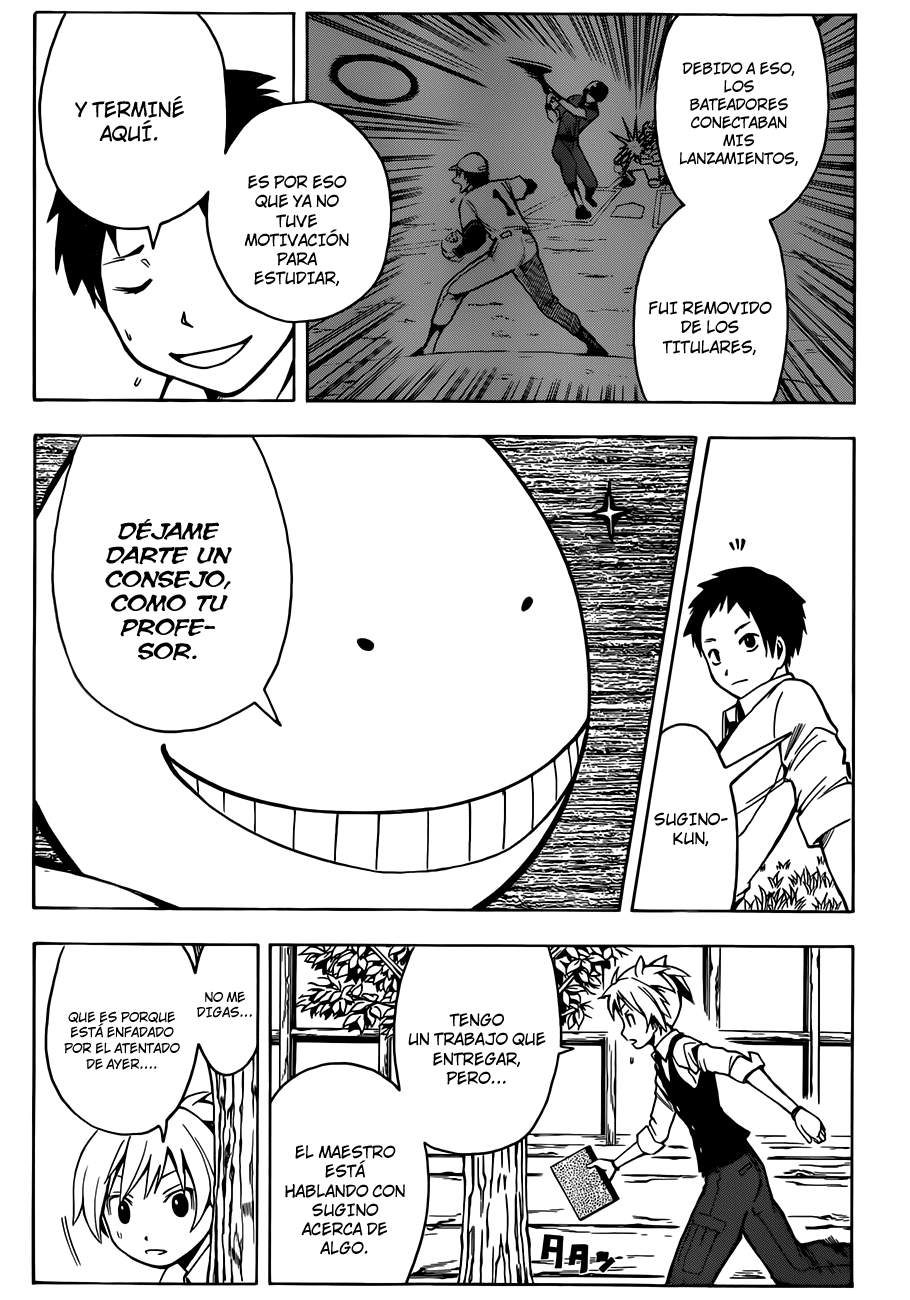 DEBIDO A ESO,
LOS
BATEADORES
CONECTABAN
MIS
LANZAMIENTOS,
FUI REMOVIDO
DE LOS
TITULARES,
ES POR ESO
QUE YA NO
TUVE
MOTIVACIÓN
PARA
ESTUDIAR,
Y TERMINÉ
AQUÍ.
SUGINO-
KUN,
DÉJAME
DARTE UN
CONSEJO,
COMO TU
PROFE-
SOR.
TENGO
UN TRABAJO QUE
ENTREGAR,
PERO...
EL MAESTRO
ESTÁ
HABLANDO CON
SUGINO
ACERCA DE
ALGO.
NO ME
DIGAS...
QUE ES PORQUE
ESTÁ ENFADADO
POR EL ATENTADO
DE AYER....